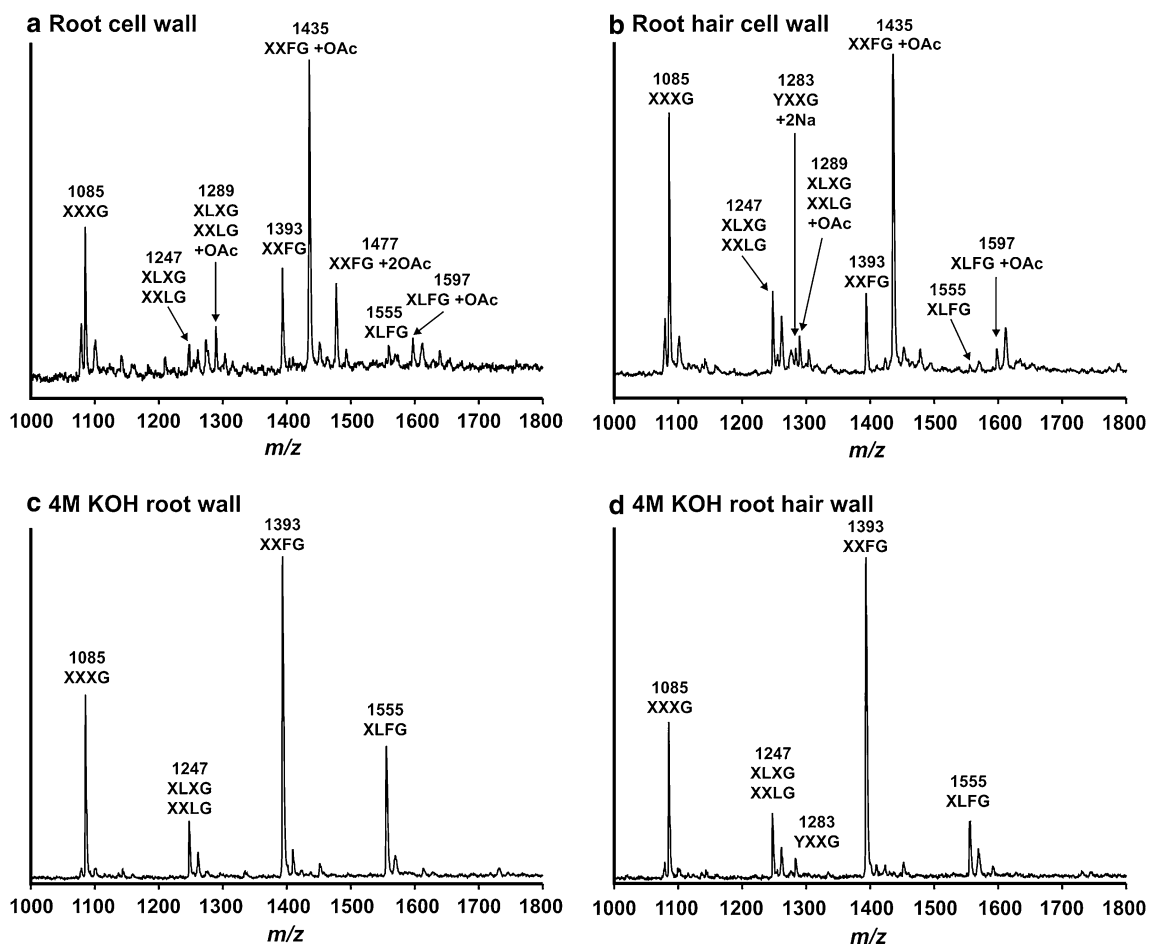 a Root cell wall
1435
XXFG +OAc
1085
XXXG
1247
XLXG
XXLG
1289
XLXG
XXLG
+OAc
1393
XXFG
1477
XXFG +2OAc
1555
XLFG
1597
XLFG +OAc
1000 1100 1200 1300 1400 1500 1600 1700 1800
m/z
b Root hair cell wall
1435
XXFG +OAc
1085
XXXG
1283
YXXG
+2Na
1247
XLXG
XXLG
1289
XLXG
XXLG
+OAc
1393
XXFG
1555
XLFG
1597
XLFG +OAc
1000 1100 1200 1300 1400 1500 1600 1700 1800
m/z
c 4M KOH root wall
1393
XXFG
1085
XXXG
1247
XLXG
XXLG
1555
XLFG
1000 1100 1200 1300 1400 1500 1600 1700 1800
m/z
d 4M KOH root hair wall
1393
XXFG
1085
XXXG
1247
XLXG
XXLG
1283
YXXG
1555
XLFG
1000 1100 1200 1300 1400 1500 1600 1700 1800
m/z